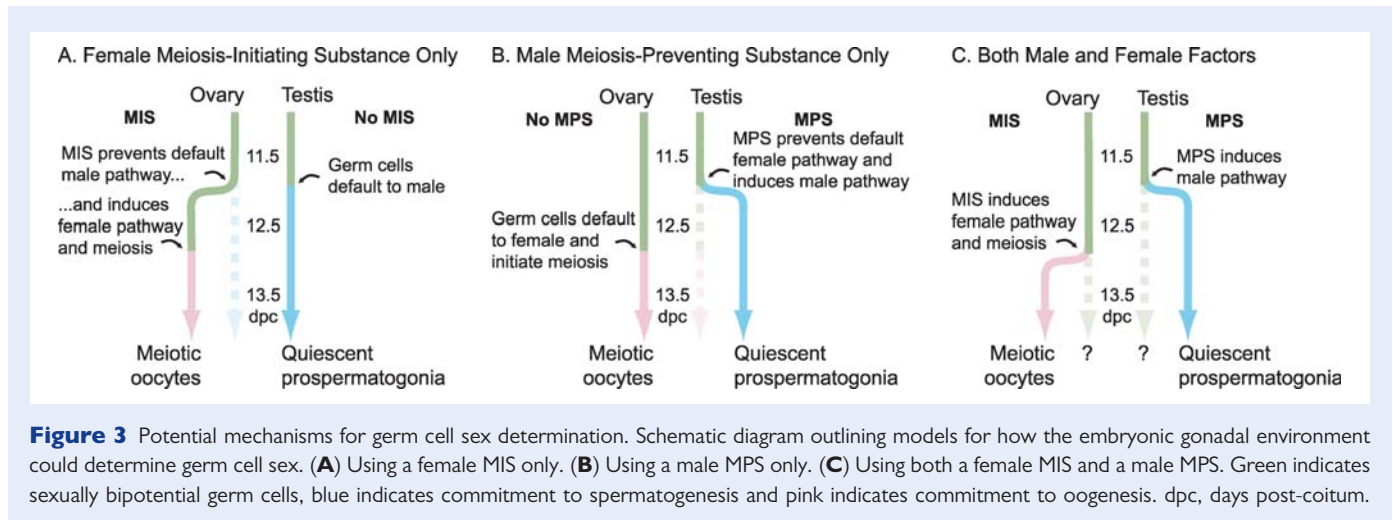 A. Female Meiosis-Initiating Substance Only
Ovary Testis
MIS No MIS
MIS prevents default
male pathway...
...and induces
female pathway
and meiosis
11.5
12.5
13.5
dpc
Germ cells
default to male
Meiotic
oocytes
Quiescent
prospermatogonia
B. Male Meiosis-Preventing Substance Only
Ovary Testis
No MPS MPS
11.5
12.5
13.5
dpc
MPS prevents default
female pathway and
induces male pathway
Germ cells default
to female and
initiate meiosis
Meiotic
oocytes
Quiescent
prospermatogonia
C. Both Male and Female Factors
Ovary Testis
MIS MPS
11.5
12.5
13.5
dpc
MPS induces
male pathway
MIS induces
female pathway
and meiosis
Meiotic
oocytes
? ?
Quiescent
prospermatogonia
Figure 3 Potential mechanisms for germ cell sex determination. Schematic diagram outlining models for how the embryonic gonadal environment
could determine germ cell sex. (A) Using a female MIS only. (B) Using a male MPS only. (C) Using both a female MIS and a male MPS. Green indicates
sexually bipotential germ cells, blue indicates commitment to spermatogenesis and pink indicates commitment to oogenesis. dpc, days post-coitum.